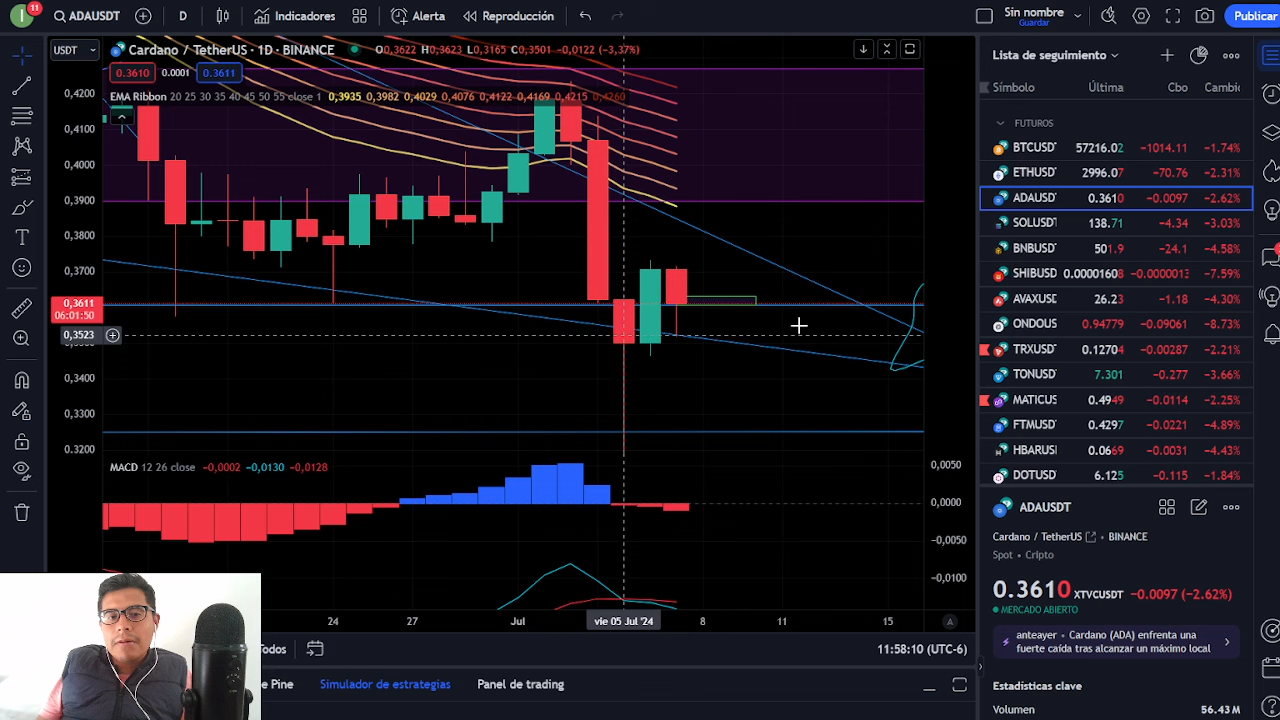 I 11 ADAUSDT D Indicadores Alerta Reproducción Sin nombre Guardar Publicar
USDT
Cardano / TetherUS · 1D · BINANCE O0,3622 H0,3623 L0,3165 C0,3501 −0,0122 (−3,37%)
0.3610 0.0001 0.3611
EMA Ribbon 20 25 30 35 40 45 50 55 close 1 0,3935 0,3982 0,4029 0,4076 0,4122 0,4169 0,4215 0,4260
0,4200
0,4100
0,4000
0,3900
0,3800
0,3700
0,3611
06:01:50
0,3523
0,3400
0,3300
0,3200
MACD 12 26 close −0,0002 −0,0130 −0,0128
0,0050
0,0000
−0,0050
−0,0100
24 27 Jul vie 05 Jul '24 8 11 15 A
Todos 11:58:10 (UTC-6)
e Pine Simulador de estrategias Panel de trading
Lista de seguimiento
Símbolo Última Cbo Cambic
FUTUROS
BTCUSDT 57216.02 −1014.11 −1.74%
ETHUSD 2996.07 −70.76 −2.31%
ADAUSD 0.3610 −0.0097 −2.62%
SOLUSD 138.71 −4.34 −3.03%
BNBUSD 501.9 −24.1 −4.58%
SHIBUSD 0.00001608 −0.0000013 −7.59%
AVAXUS 26.23 −1.18 −4.30%
ONDOUS 0.94779 −0.09061 −8.73%
TRXUSD 0.12704 −0.00287 −2.21%
TONUSD 7.301 −0.277 −3.66%
MATICUS 0.4949 −0.0114 −2.25%
FTMUSD 0.4297 −0.0221 −4.89%
HBARUS 0.0669 −0.0031 −4.43%
DOTUSD 6.125 −0.115 −1.84%
ADAUSDT
Cardano / TetherUS · BINANCE
Spot · Cripto
0.3610 XTVCUSDT −0.0097 (−2.62%)
MERCADO ABIERTO
anteayer · Cardano (ADA) enfrenta una
fuerte caída tras alcanzar un máximo local
Estadísticas clave
Volumen 56.43 M